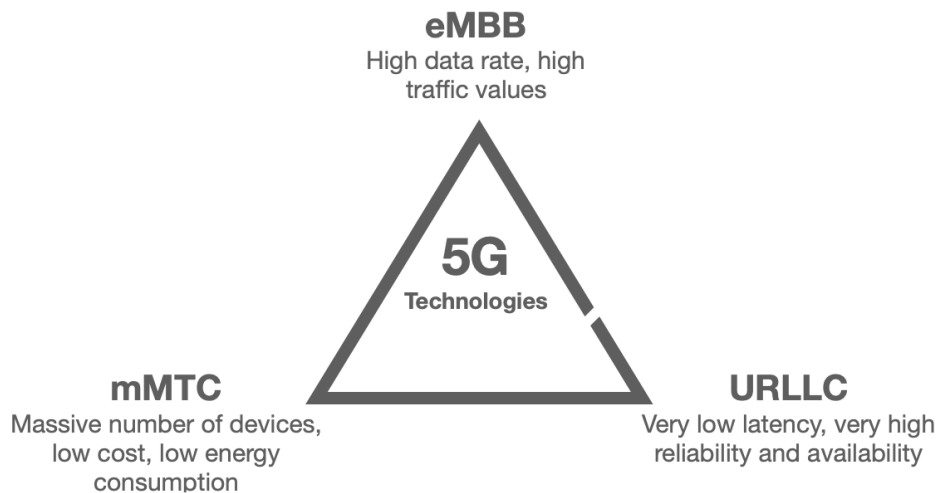 eMBB
High data rate, high
traffic values
5G
Technologies
mMTC
Massive number of devices,
low cost, low energy
consumption
URLLC
Very low latency, very high
reliability and availability